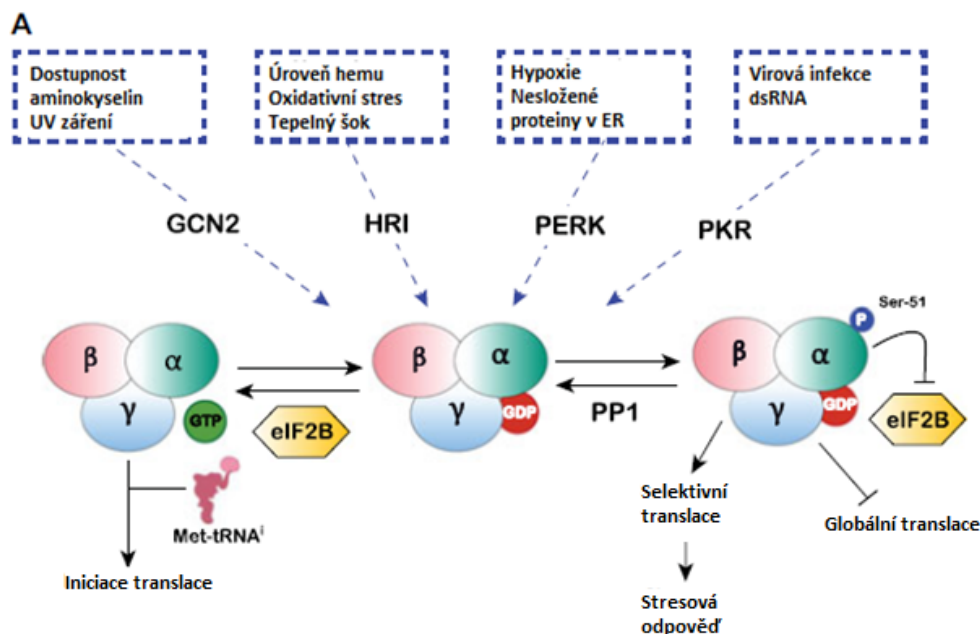 A
Dostupnost
aminokyselin
UV záření
Úroveň hemu
Oxidativní stres
Tepelný šok
Hypoxie
Nesložené
proteiny v ER
Virová infekce
dsRNA
GCN2
HRI
PERK
PKR
β
α
γ
GTP
eIF2B
β
α
γ
GDP
PP1
β
α
γ
GDP
P
Ser-51
eIF2B
Met-tRNAⁱ
Iniciace translace
Selektivní
translace
Globální translace
Stresová
odpověď